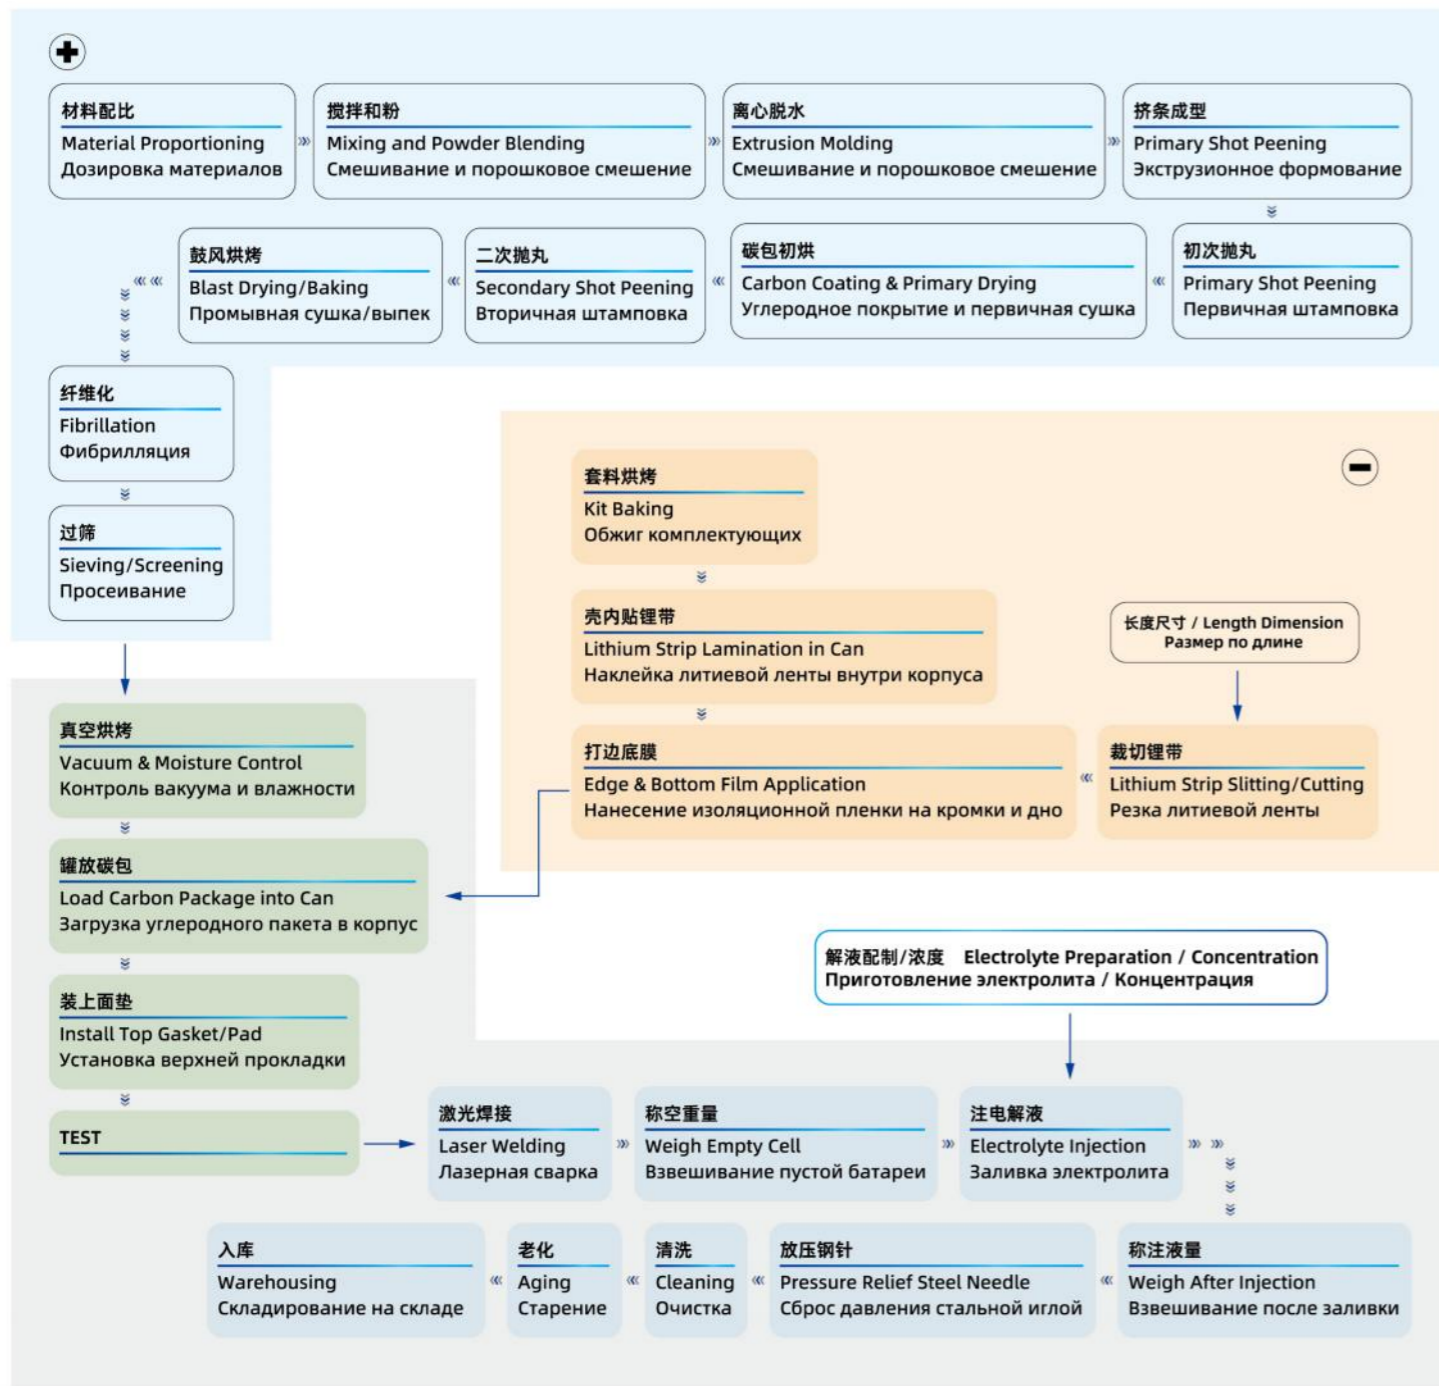 材料配比
Material Proportioning
Дозировка материалов
搅拌和粉
Mixing and Powder Blending
Смешивание и порошковое смешение
离心脱水
Extrusion Molding
Смешивание и порошковое смешение
挤条成型
Primary Shot Peening
Экструзионное формование
初次抛丸
Primary Shot Peening
Первичная штамповка
碳包初烘
Carbon Coating & Primary Drying
Углеродное покрытие и первичная сушка
二次抛丸
Secondary Shot Peening
Вторичная штамповка
鼓风烘烤
Blast Drying/Baking
Промывная сушка/выпек
纤维化
Fibrillation
Фибрилляция
过筛
Sieving/Screening
Просеивание
套料烘烤
Kit Baking
Обжиг комплектующих
壳内贴锂带
Lithium Strip Lamination in Can
Наклейка литиевой ленты внутри корпуса
长度尺寸 / Length Dimension
Размер по длине
裁切锂带
Lithium Strip Slitting/Cutting
Резка литиевой ленты
打边底膜
Edge & Bottom Film Application
Нанесение изоляционной пленки на кромки и дно
真空烘烤
Vacuum & Moisture Control
Контроль вакуума и влажности
罐放碳包
Load Carbon Package into Can
Загрузка углеродного пакета в корпус
装上面垫
Install Top Gasket/Pad
Установка верхней прокладки
TEST
解液配制/浓度 Electrolyte Preparation / Concentration
Приготовление электролита / Концентрация
激光焊接
Laser Welding
Лазерная сварка
称空重量
Weigh Empty Cell
Взвешивание пустой батареи
注电解液
Electrolyte Injection
Заливка электролита
称注液量
Weigh After Injection
Взвешивание после заливки
放压钢针
Pressure Relief Steel Needle
Сброс давления стальной иглой
清洗
Cleaning
Очистка
老化
Aging
Старение
入库
Warehousing
Складирование на складе